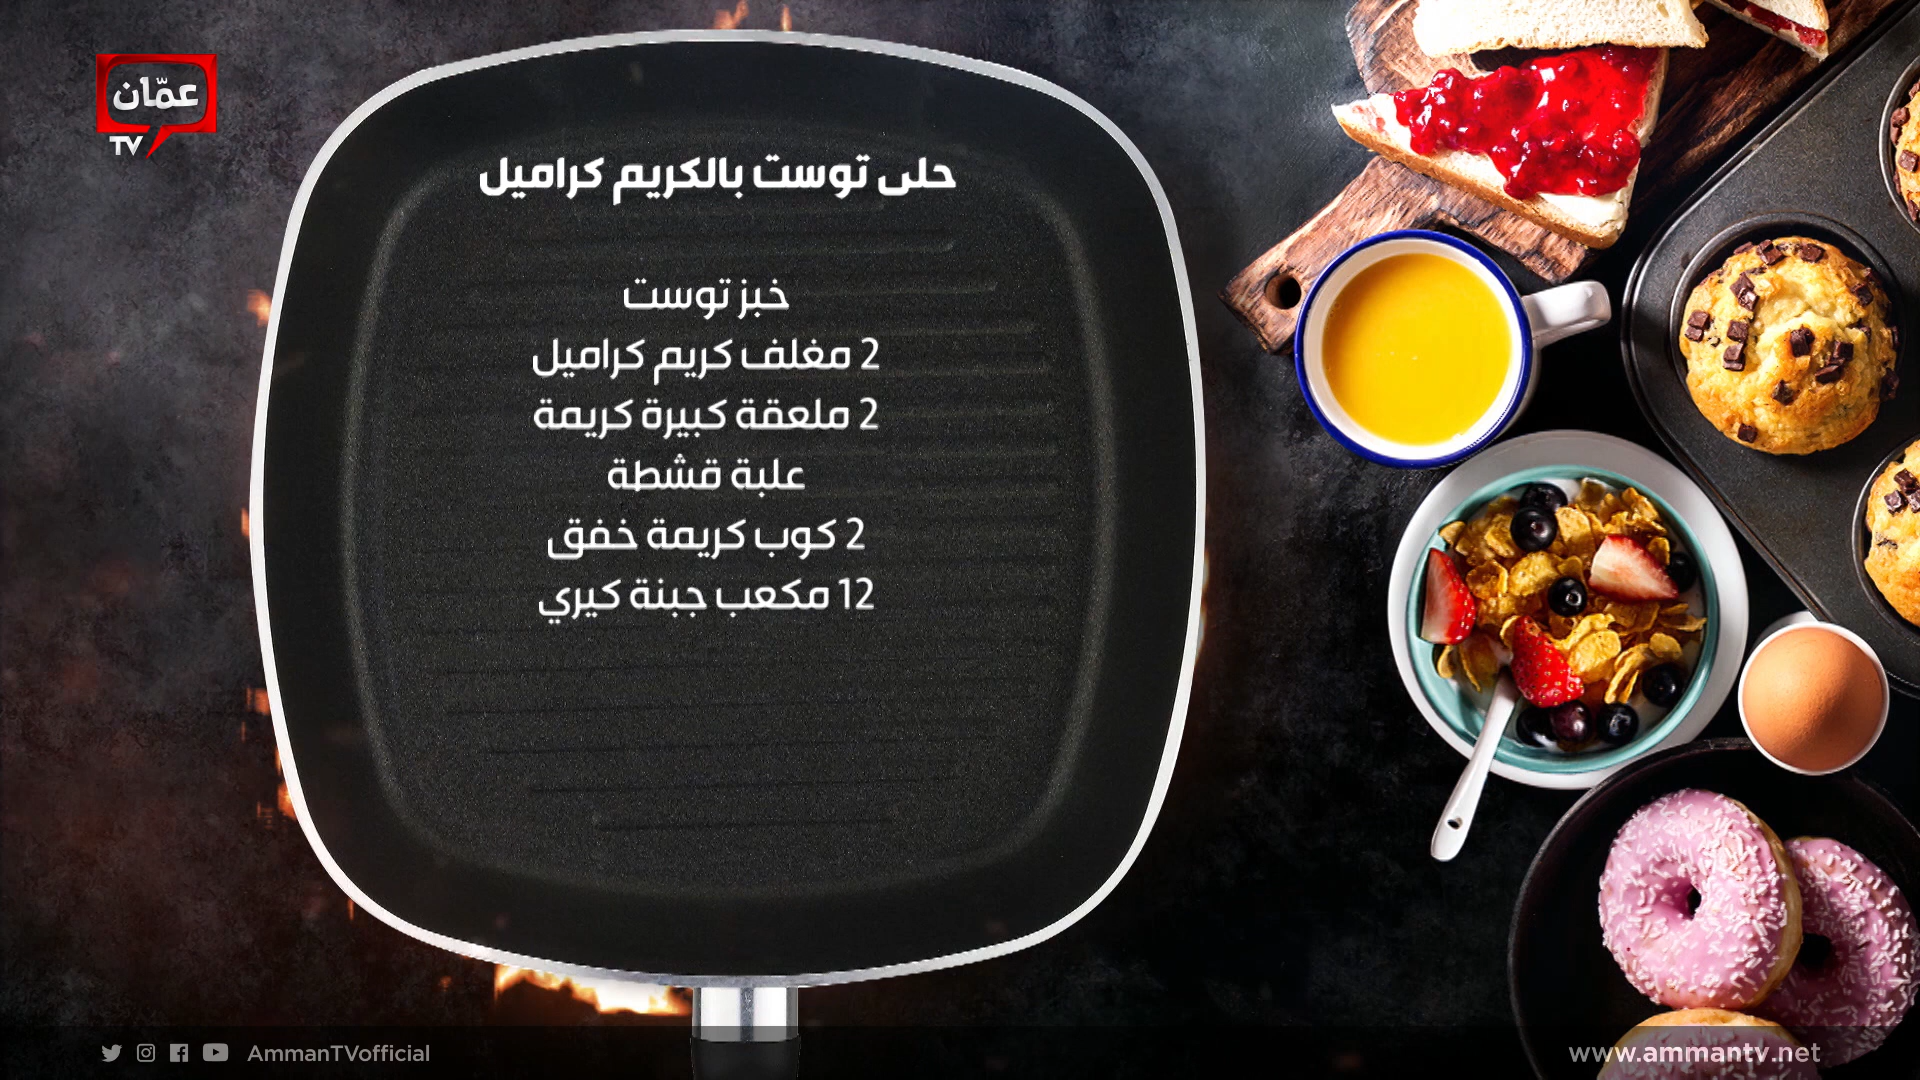 عمّان
TV
حلى توست بالكريم كراميل
خبز توست
2 مغلف كريم كراميل
2 ملعقة كبيرة كريمة
علبة قشطة
2 كوب كريمة خفق
12 مكعب جبنة كيري
AmmanTVofficial
www.ammantv.net